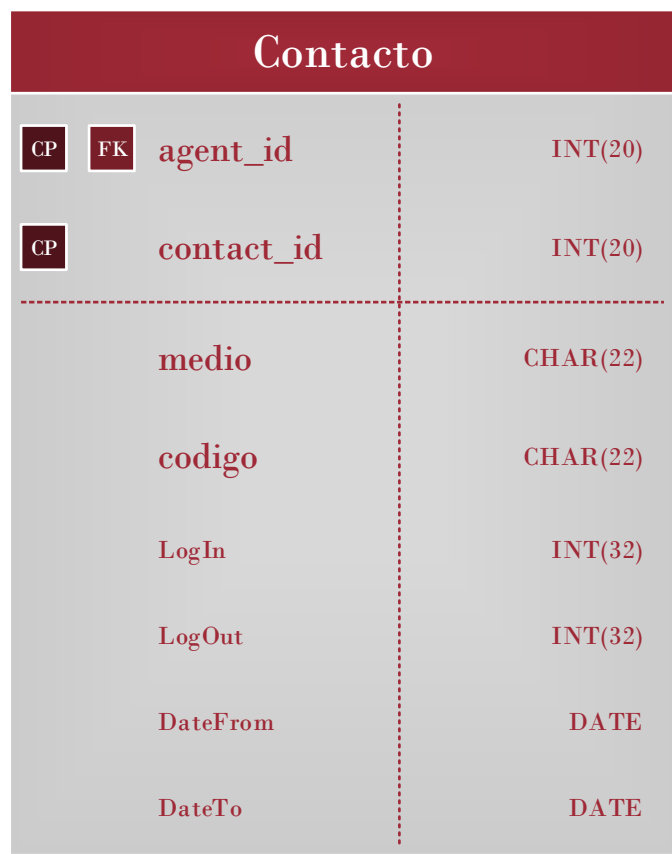 Contacto
CP FK agent_id INT(20)
CP contact_id INT(20)
medio CHAR(22)
codigo CHAR(22)
LogIn INT(32)
LogOut INT(32)
DateFrom DATE
DateTo DATE